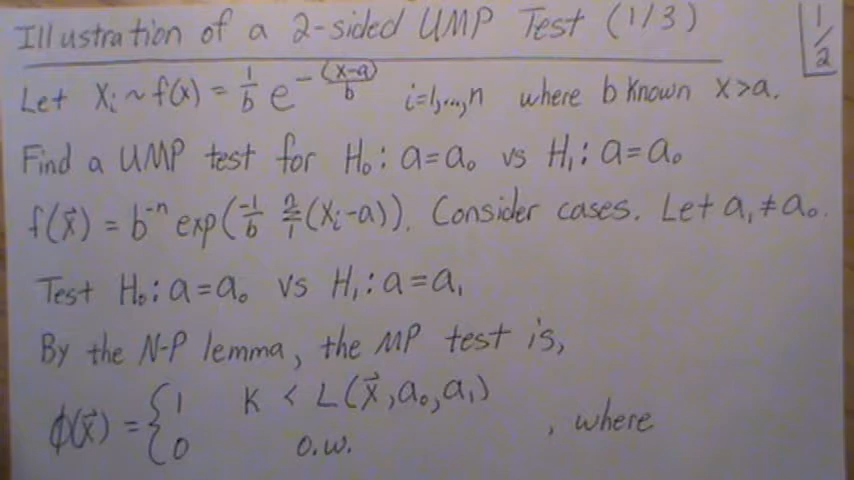 Illustration of a 2-sided UMP Test (1/3)
1/2
Let Xi ~ f(x) = 1/b e^-(x-a)/b i=1,...,n where b known x>a.
Find a UMP test for H₀: a=a₀ vs H₁: a=a₀
f(x⃗) = b⁻ⁿ exp(-1/b Σ₁ⁿ(Xi-a)). Consider cases. Let a₁≠a₀.
Test H₀: a=a₀ vs H₁: a=a₁
By the N-P lemma, the MP test is,
ϕ(x⃗) = {1 K < L(x⃗,a₀,a₁)
0 o.w. , where